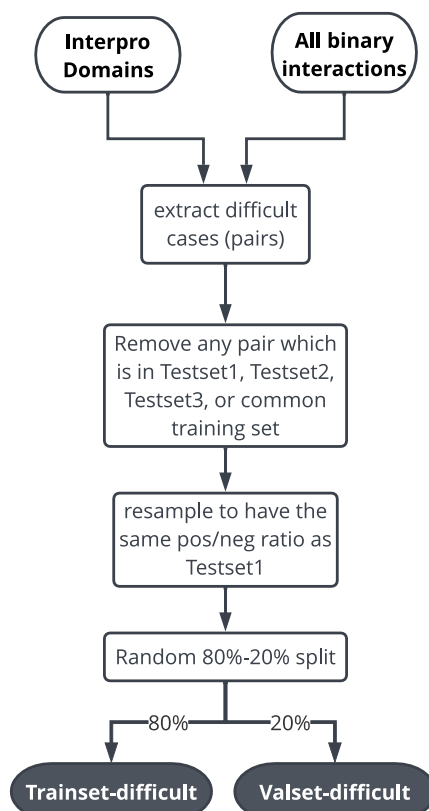 Interpro
Domains
All binary
interactions
extract difficult
cases (pairs)
Remove any pair which
is in Testset1, Testset2,
Testset3, or common
training set
resample to have the
same pos/neg ratio as
Testset1
Random 80%-20% split
80%
20%
Trainset-difficult
Valset-difficult